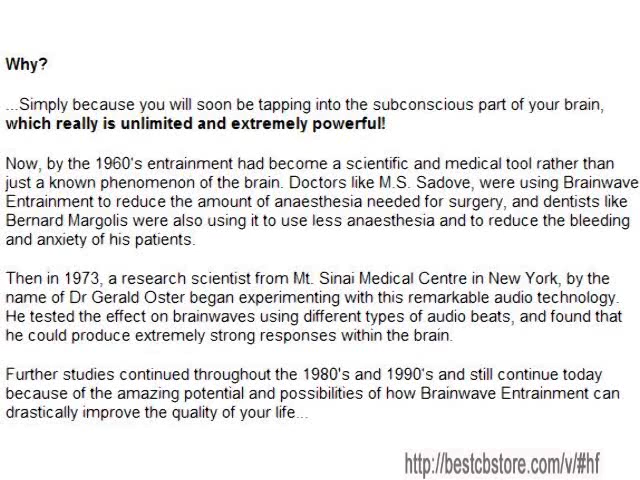 Why?
...Simply because you will soon be tapping into the subconscious part of your brain,
which really is unlimited and extremely powerful!
Now, by the 1960's entrainment had become a scientific and medical tool rather than
just a known phenomenon of the brain. Doctors like M.S. Sadove, were using Brainwave
Entrainment to reduce the amount of anaesthesia needed for surgery, and dentists like
Bernard Margolis were also using it to use less anaesthesia and to reduce the bleeding
and anxiety of his patients.
Then in 1973, a research scientist from Mt. Sinai Medical Centre in New York, by the
name of Dr Gerald Oster began experimenting with this remarkable audio technology.
He tested the effect on brainwaves using different types of audio beats, and found that
he could produce extremely strong responses within the brain.
Further studies continued throughout the 1980's and 1990's and still continue today
because of the amazing potential and possibilities of how Brainwave Entrainment can
drastically improve the quality of your life...
http://bestcbstore.com/v/#hf